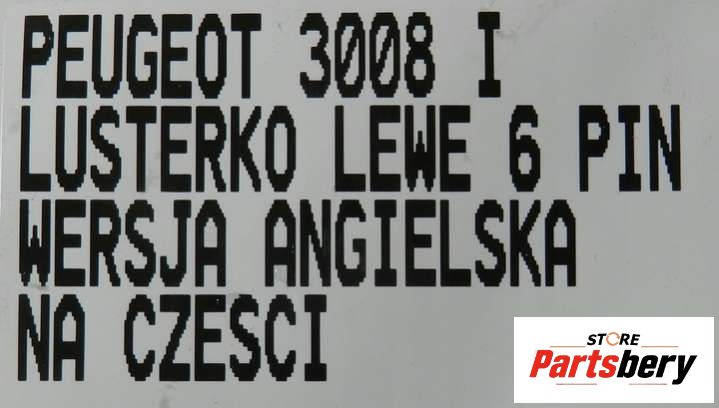 PEUGEOT 3008 I
LUSTERKO LEWE 6 PIN
WERSJA ANGIELSKA
NA CZESCI
STORE
Partsbery